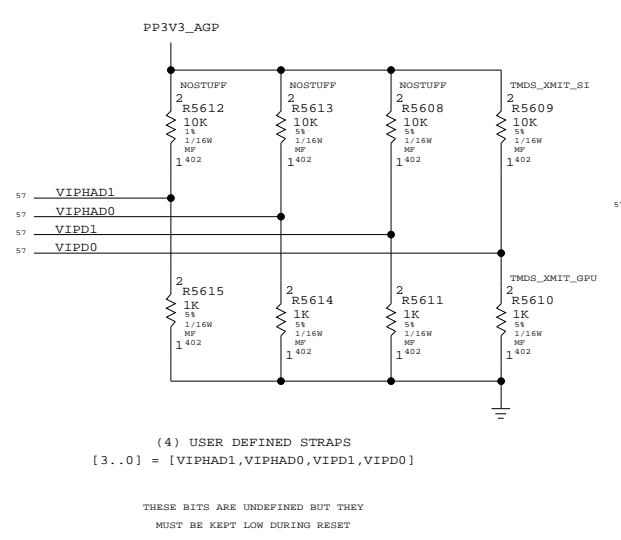 PP3V3_AGP
NOSTUFF NOSTUFF NOSTUFF TMDS_XMIT_SI
2 2 2 2
R5612 R5613 R5608 R5609
10K 10K 10K 10K
1% 5% 5% 5%
1/16W 1/16W 1/16W 1/16W
MF MF MF MF
1 402 1 402 1 402 1 402
57 VIPHAD1
57
57 VIPHAD0
57 VIPD1
57 VIPD0
TMDS_XMIT_GPU
2 2 2 2
R5615 R5614 R5611 R5610
1K 1K 1K 1K
5% 5% 5% 5%
1/16W 1/16W 1/16W 1/16W
MF MF MF MF
1 402 1 402 1 402 1 402
(4) USER DEFINED STRAPS
[3..0] = [VIPHAD1,VIPHAD0,VIPD1,VIPD0]
THESE BITS ARE UNDEFINED BUT THEY
MUST BE KEPT LOW DURING RESET